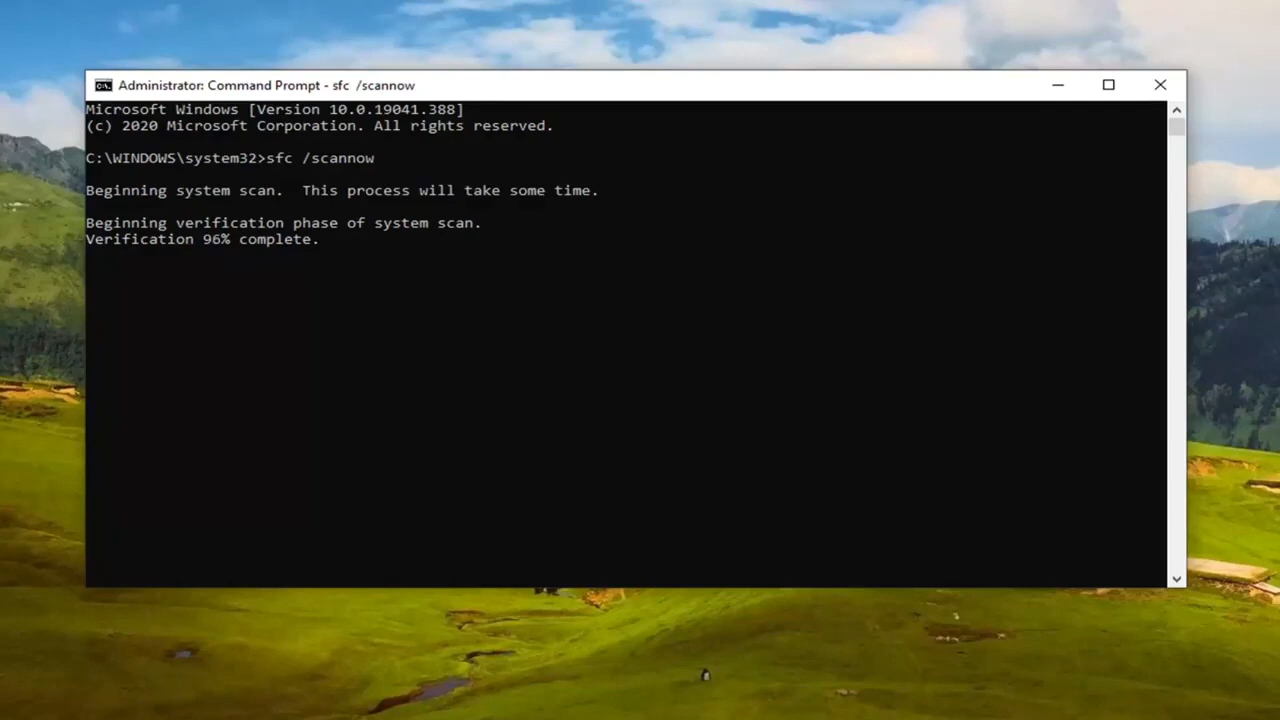 Administrator: Command Prompt - sfc  /scannow
Microsoft Windows [Version 10.0.19041.388]
(c) 2020 Microsoft Corporation. All rights reserved.
C:\WINDOWS\system32>sfc /scannow
Beginning system scan.  This process will take some time.
Beginning verification phase of system scan.
Verification 96% complete.